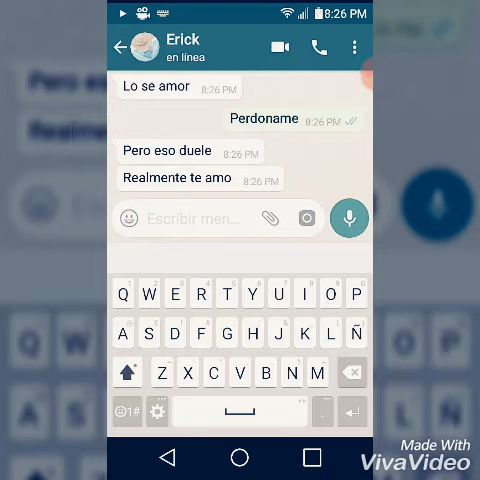 8:26 PM
Erick
en línea
Lo se amor 8:26 PM
Perdoname 8:26 PM
Pero eso duele 8:26 PM
Realmente te amo 8:26 PM
Escribir men...
Q W E R T Y U I O P
A S D F G H J K L Ñ
Z X C V B N M
1# .
Made With
VivaVideo